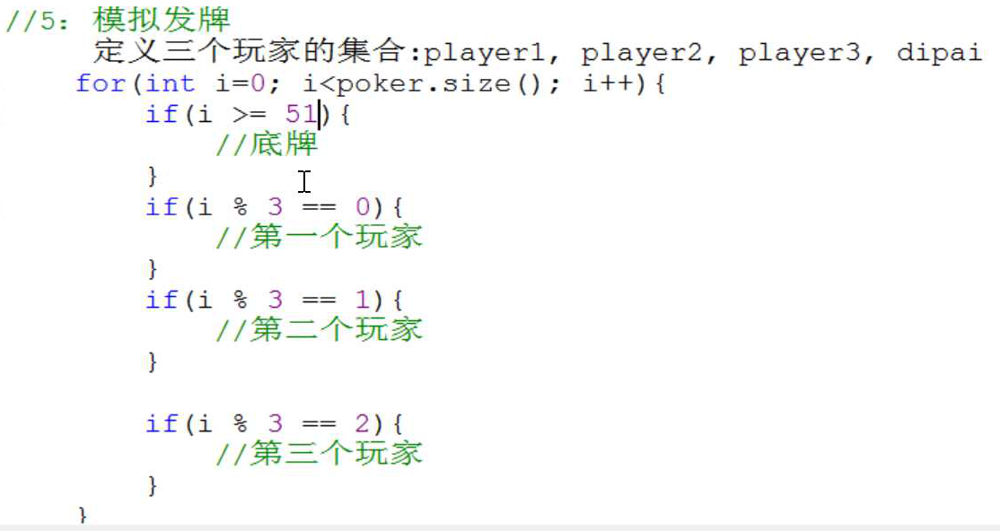 //5：模拟发牌
定义三个玩家的集合:player1, player2, player3, dipai
for(int i=0; i<poker.size(); i++){
if(i >= 51){
//底牌
}
if(i % 3 == 0){
//第一个玩家
}
if(i % 3 == 1){
//第二个玩家
}
if(i % 3 == 2){
//第三个玩家
}
}